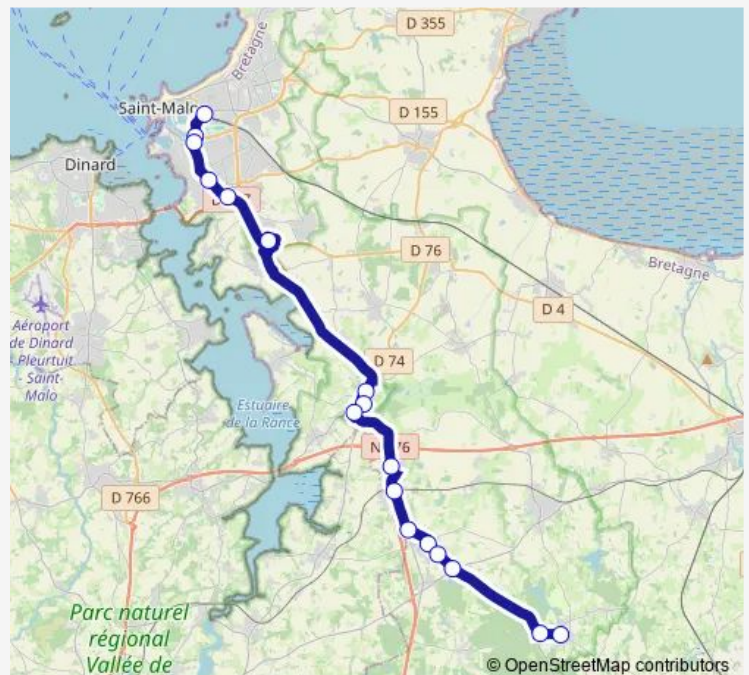 D 355
Bretagne
Saint-Malo
D 155
Dinard
D 76
Bretagne
D 4
Aéroport
de Dinard
Pleurtuit
- Saint-
Malo
D 74
Estuaire
de la Rance
D 766
Parc naturel
régional
Vallée de
© OpenStreetMap contributors